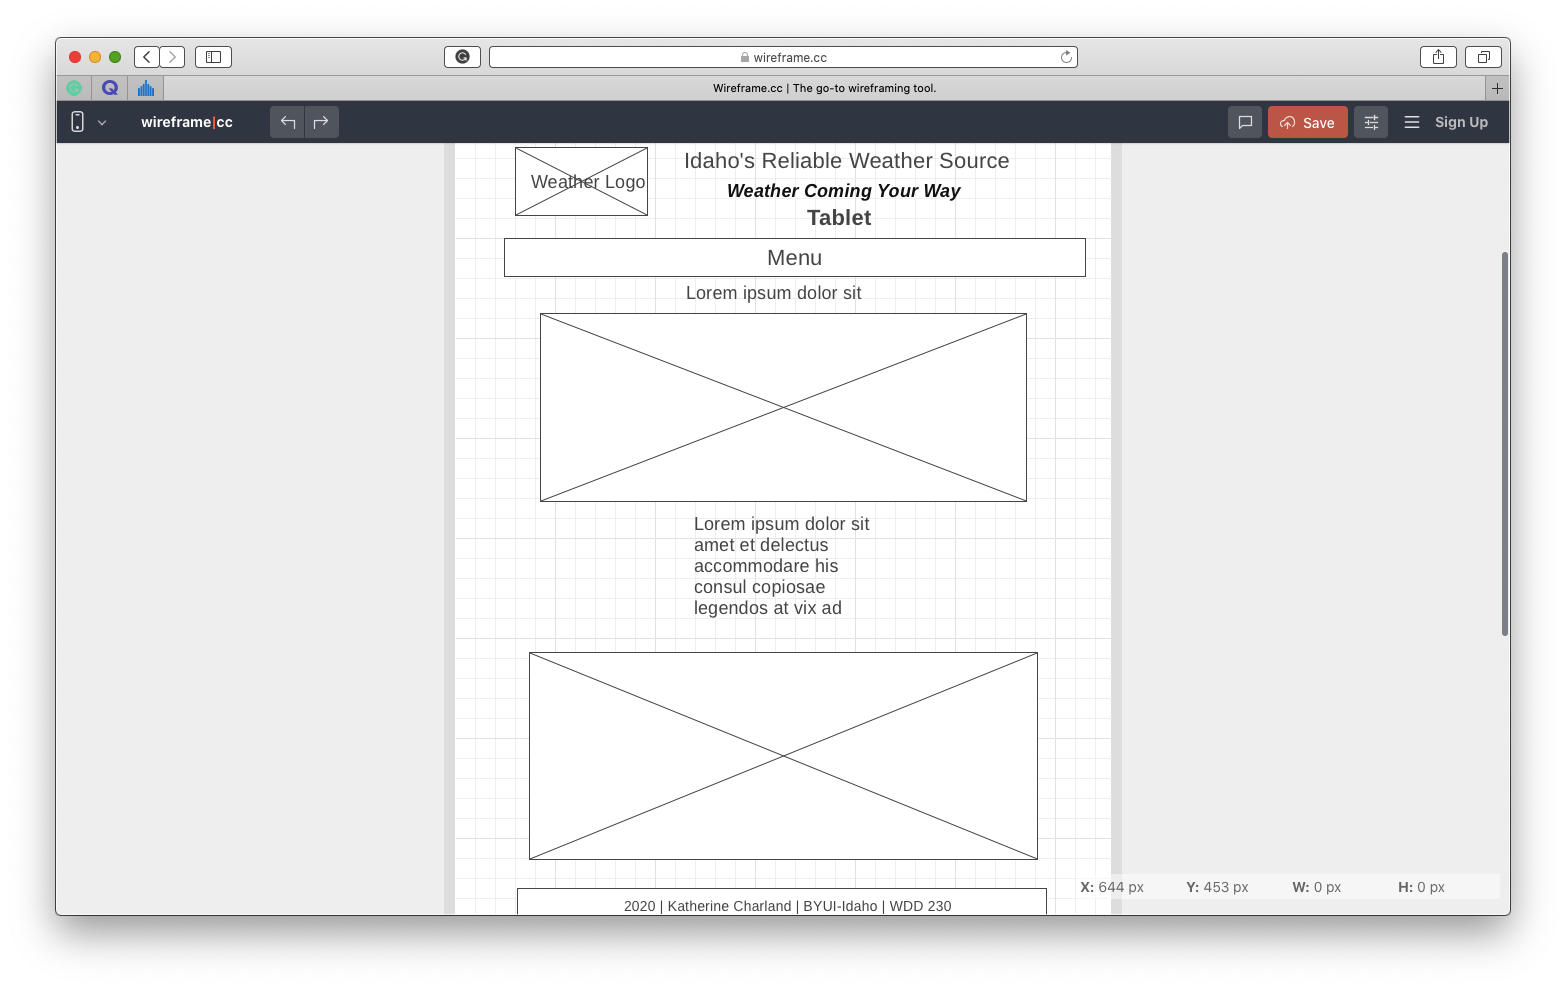 wireframe.cc
Wireframe.cc | The go-to wireframing tool.
wireframe|cc
Save
Sign Up
Weather Logo
Idaho's Reliable Weather Source
Weather Coming Your Way
Tablet
Menu
Lorem ipsum dolor sit
Lorem ipsum dolor sit
amet et delectus
accommodare his
consul copiosae
legendos at vix ad
X: 644 px Y: 453 px W: 0 px H: 0 px
2020 | Katherine Charland | BYUI-Idaho | WDD 230